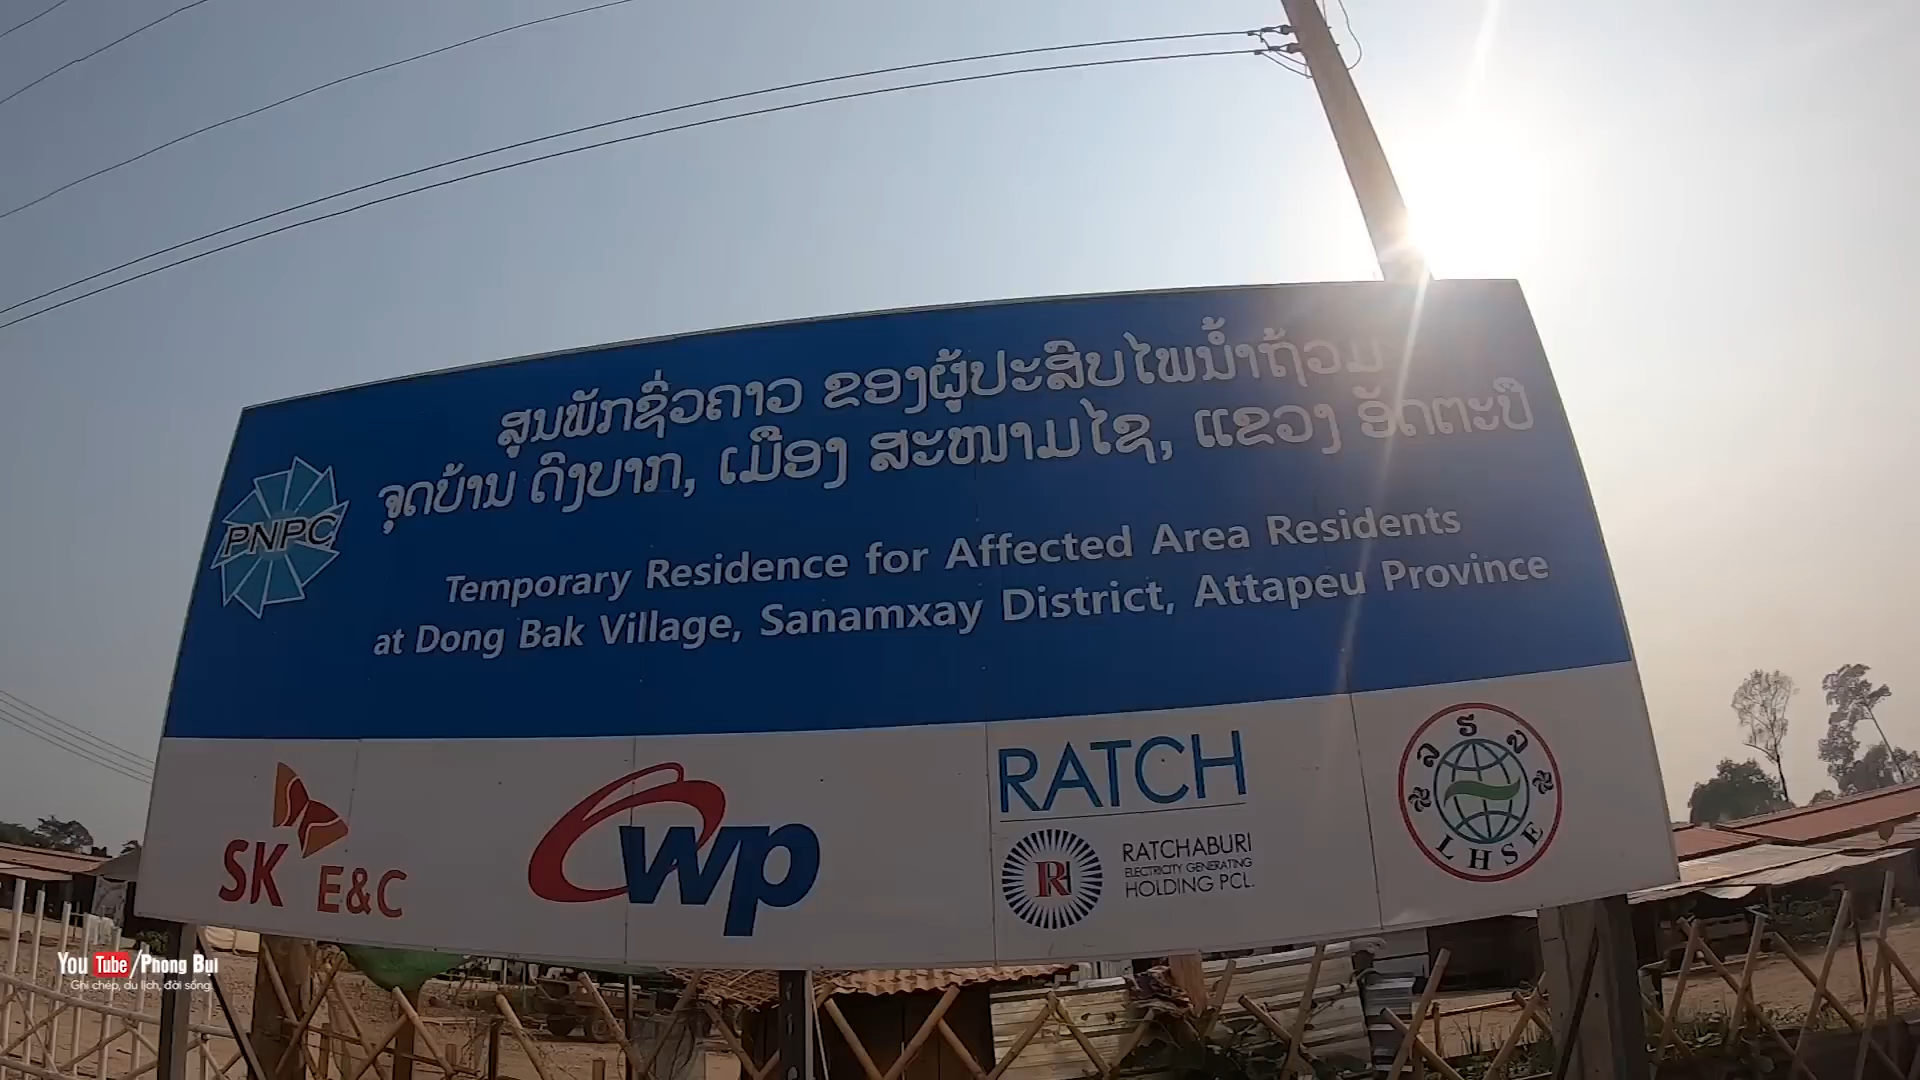 ສູນພັກຊົ່ວຄາວ ຂອງຜູ້ປະສົບໄພນ້ຳຖ້ວມ
ຈຸດບ້ານ ດົງບາກ, ເມືອງ ສະໜາມໄຊ, ແຂວງ ອັດຕະປື
PNPC
Temporary Residence for Affected Area Residents
at Dong Bak Village, Sanamxay District, Attapeu Province
SK E&C
wp
RATCH
RATCHABURI
ELECTRICITY GENERATING
HOLDING PCL.
R
ລ ຮ ລ
LHSE
YouTube/Phong Bui
Ghi chép, du lịch, đời sống.